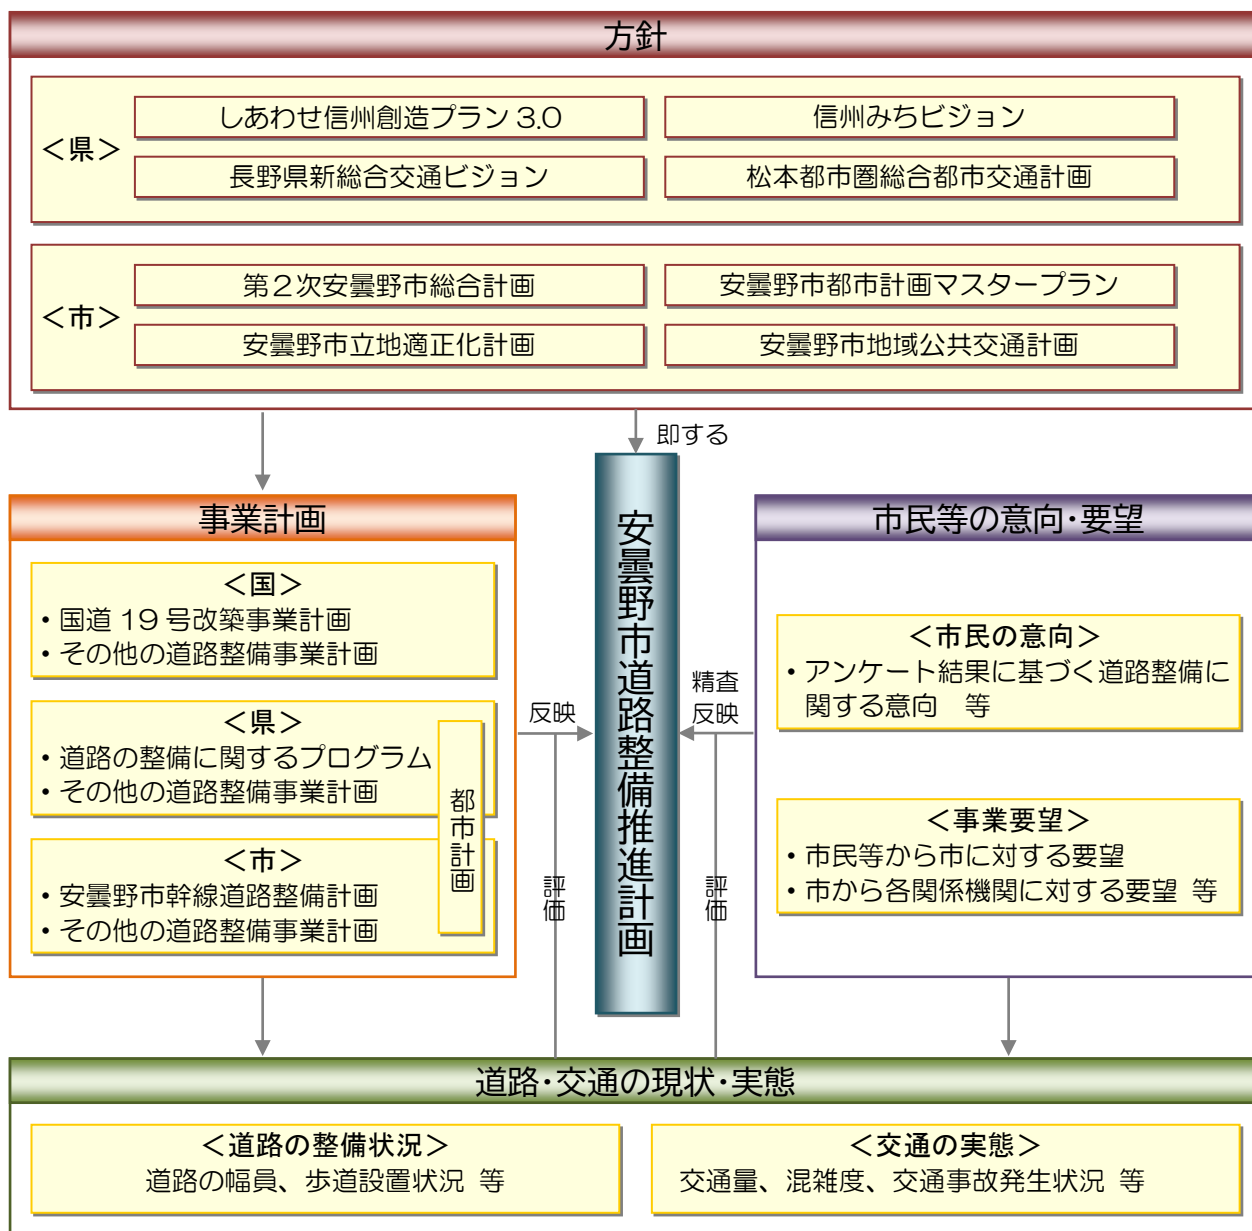 方針
＜県＞
しあわせ信州創造プラン 3.0
信州みちビジョン
長野県新総合交通ビジョン
松本都市圏総合都市交通計画
＜市＞
第２次安曇野市総合計画
安曇野市都市計画マスタープラン
安曇野市立地適正化計画
安曇野市地域公共交通計画
即する
事業計画
＜国＞
・国道 19 号改築事業計画
・その他の道路整備事業計画
＜県＞
・道路の整備に関するプログラム
・その他の道路整備事業計画
＜市＞
・安曇野市幹線道路整備計画
・その他の道路整備事業計画
都市計画
反映
評価
安曇野市道路整備推進計画
精査
反映
評価
市民等の意向・要望
＜市民の意向＞
・アンケート結果に基づく道路整備に
関する意向　等
＜事業要望＞
・市民等から市に対する要望
・市から各関係機関に対する要望 等
道路・交通の現状・実態
＜道路の整備状況＞
道路の幅員、歩道設置状況 等
＜交通の実態＞
交通量、混雑度、交通事故発生状況 等